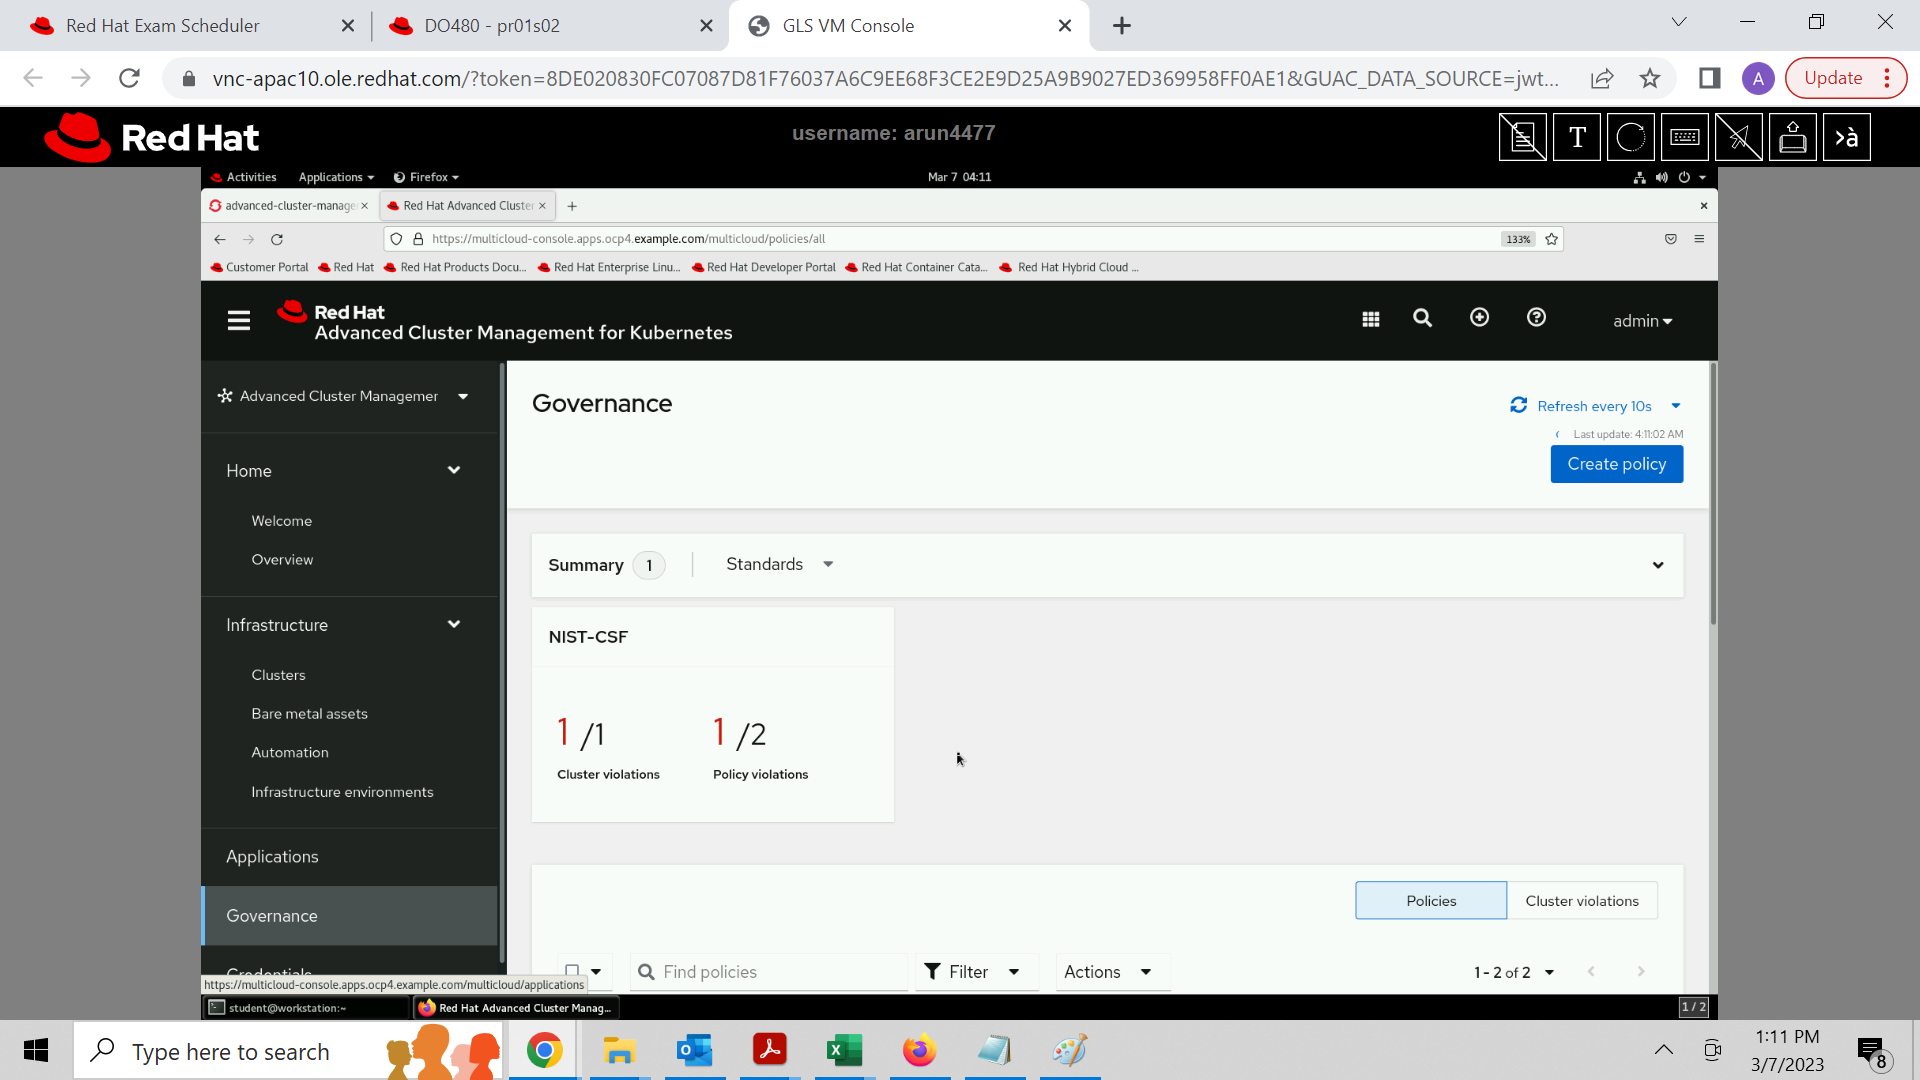 Red Hat Exam Scheduler
DO480 - pr01s02
GLS VM Console
vnc-apac10.ole.redhat.com/?token=8DE020830FC07087D81F76037A6C9EE68F3CE2E9D25A9B9027ED369958FF0AE1&GUAC_DATA_SOURCE=jwt...
A
Update
Red Hat
username: arun4477
T
à
Activities
Applications
Firefox
Mar 7 04:11
advanced-cluster-manage
Red Hat Advanced Cluster
https://multicloud-console.apps.ocp4.example.com/multicloud/policies/all
133%
Customer Portal
Red Hat
Red Hat Products Docu...
Red Hat Enterprise Linu...
Red Hat Developer Portal
Red Hat Container Cata...
Red Hat Hybrid Cloud ...
Red Hat
Advanced Cluster Management for Kubernetes
admin
Advanced Cluster Managemer
Home
Welcome
Overview
Infrastructure
Clusters
Bare metal assets
Automation
Infrastructure environments
Applications
Governance
Credentials
Governance
Refresh every 10s
Last update: 4:11:02 AM
Create policy
Summary 1
Standards
NIST-CSF
1 /1
1 /2
Cluster violations
Policy violations
Policies
Cluster violations
Find policies
Filter
Actions
1 - 2 of 2
https://multicloud-console.apps.ocp4.example.com/multicloud/applications
student@workstation:~
Red Hat Advanced Cluster Manag...
1 / 2
Type here to search
1:11 PM
3/7/2023
8